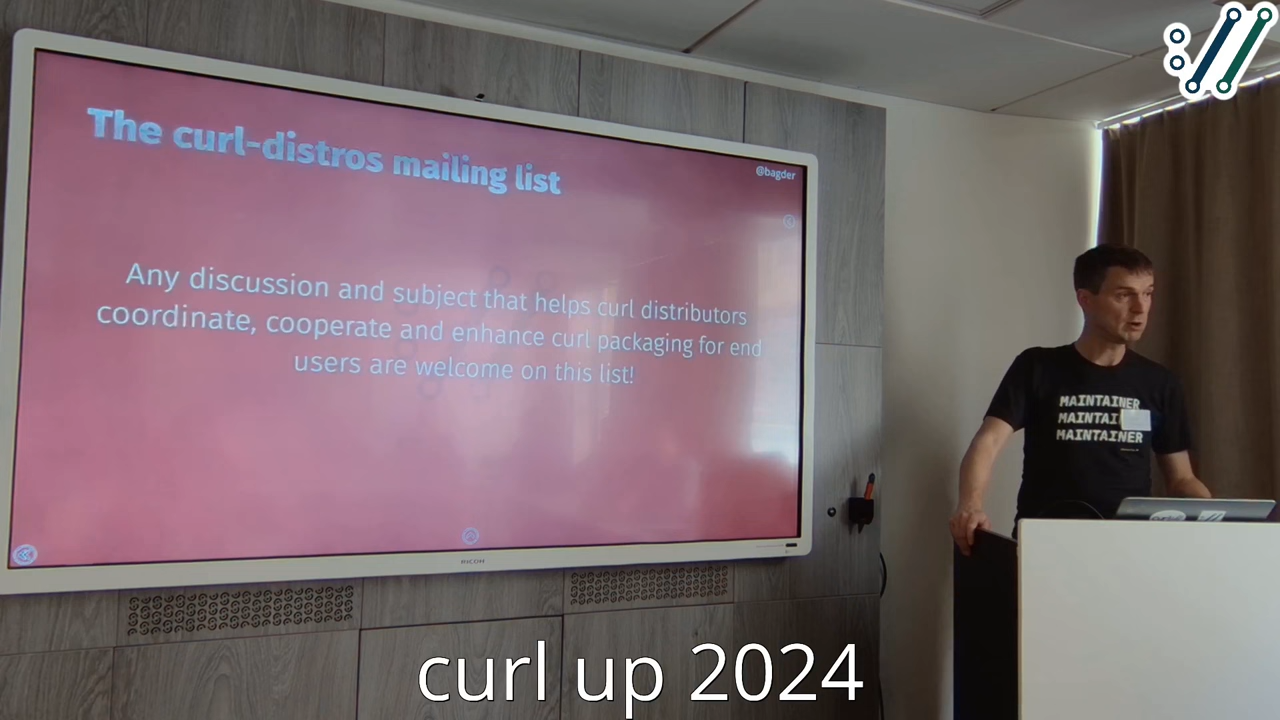 The curl-distros mailing list
@bagder
Any discussion and subject that helps curl distributors
coordinate, cooperate and enhance curl packaging for end
users are welcome on this list!
RICOH
MAINTAINER
MAINTAI
MAINTAINER
curl up 2024